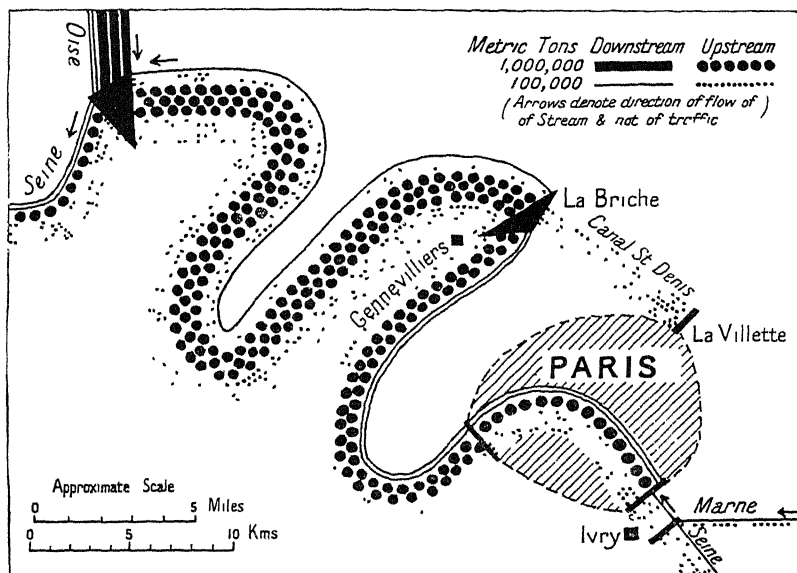 Oise
Seine
Metric Tons Downstream Upstream
1,000,000
100,000
(Arrows denote direction of flow of)
of Stream & not of traffic
La Briche
Canal St Denis
Gennevilliers
La Villette
PARIS
Marne
Seine
Ivry
Approximate Scale
0 5 Miles
0 5 10 Kms